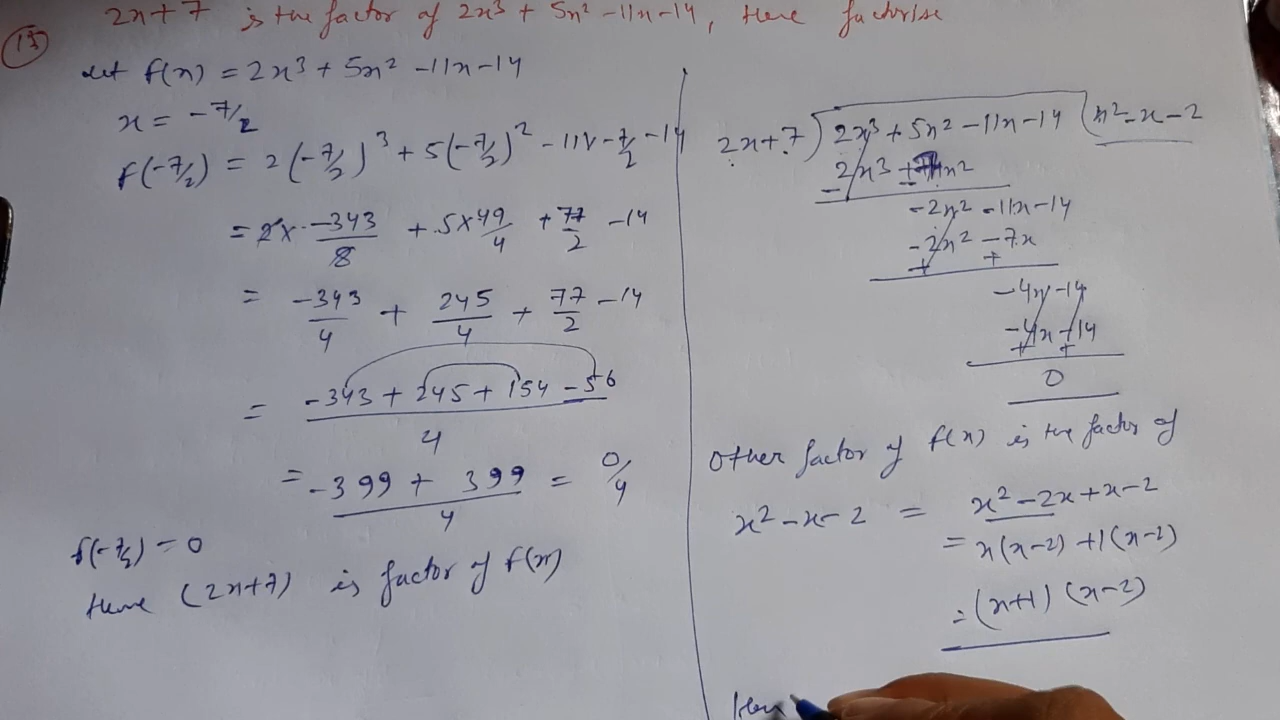 (15)
2x+7 is the factor of 2x³ + 5x² -11x-14, Hence factorise
let f(x) = 2x³ + 5x² -11x-14
x = -7/2
f(-7/2) = 2(-7/2)³ + 5(-7/2)² - 11x-7/2 -14
= 2x -343/8 + 5x49/4 + 77/2 -14
= -343/4 + 245/4 + 77/2 -14
= -343 + 245 + 154 -56 / 4
= -399 + 399 / 4 = 0/4
f(-7/2) = 0
Hence (2x+7) is factor of f(x)
2x+7 ) 2x³ + 5x² -11x-14 ( x² -x-2
2x³ +7x²
-
-2x² -11x-14
-2x² -7x
+ +
-4x-14
-4x-14
+ +
0
Other factor of f(x) is the factor of
x² -x-2 = x² -2x+x-2
= x(x-2) +1(x-2)
= (x+1) (x-2)